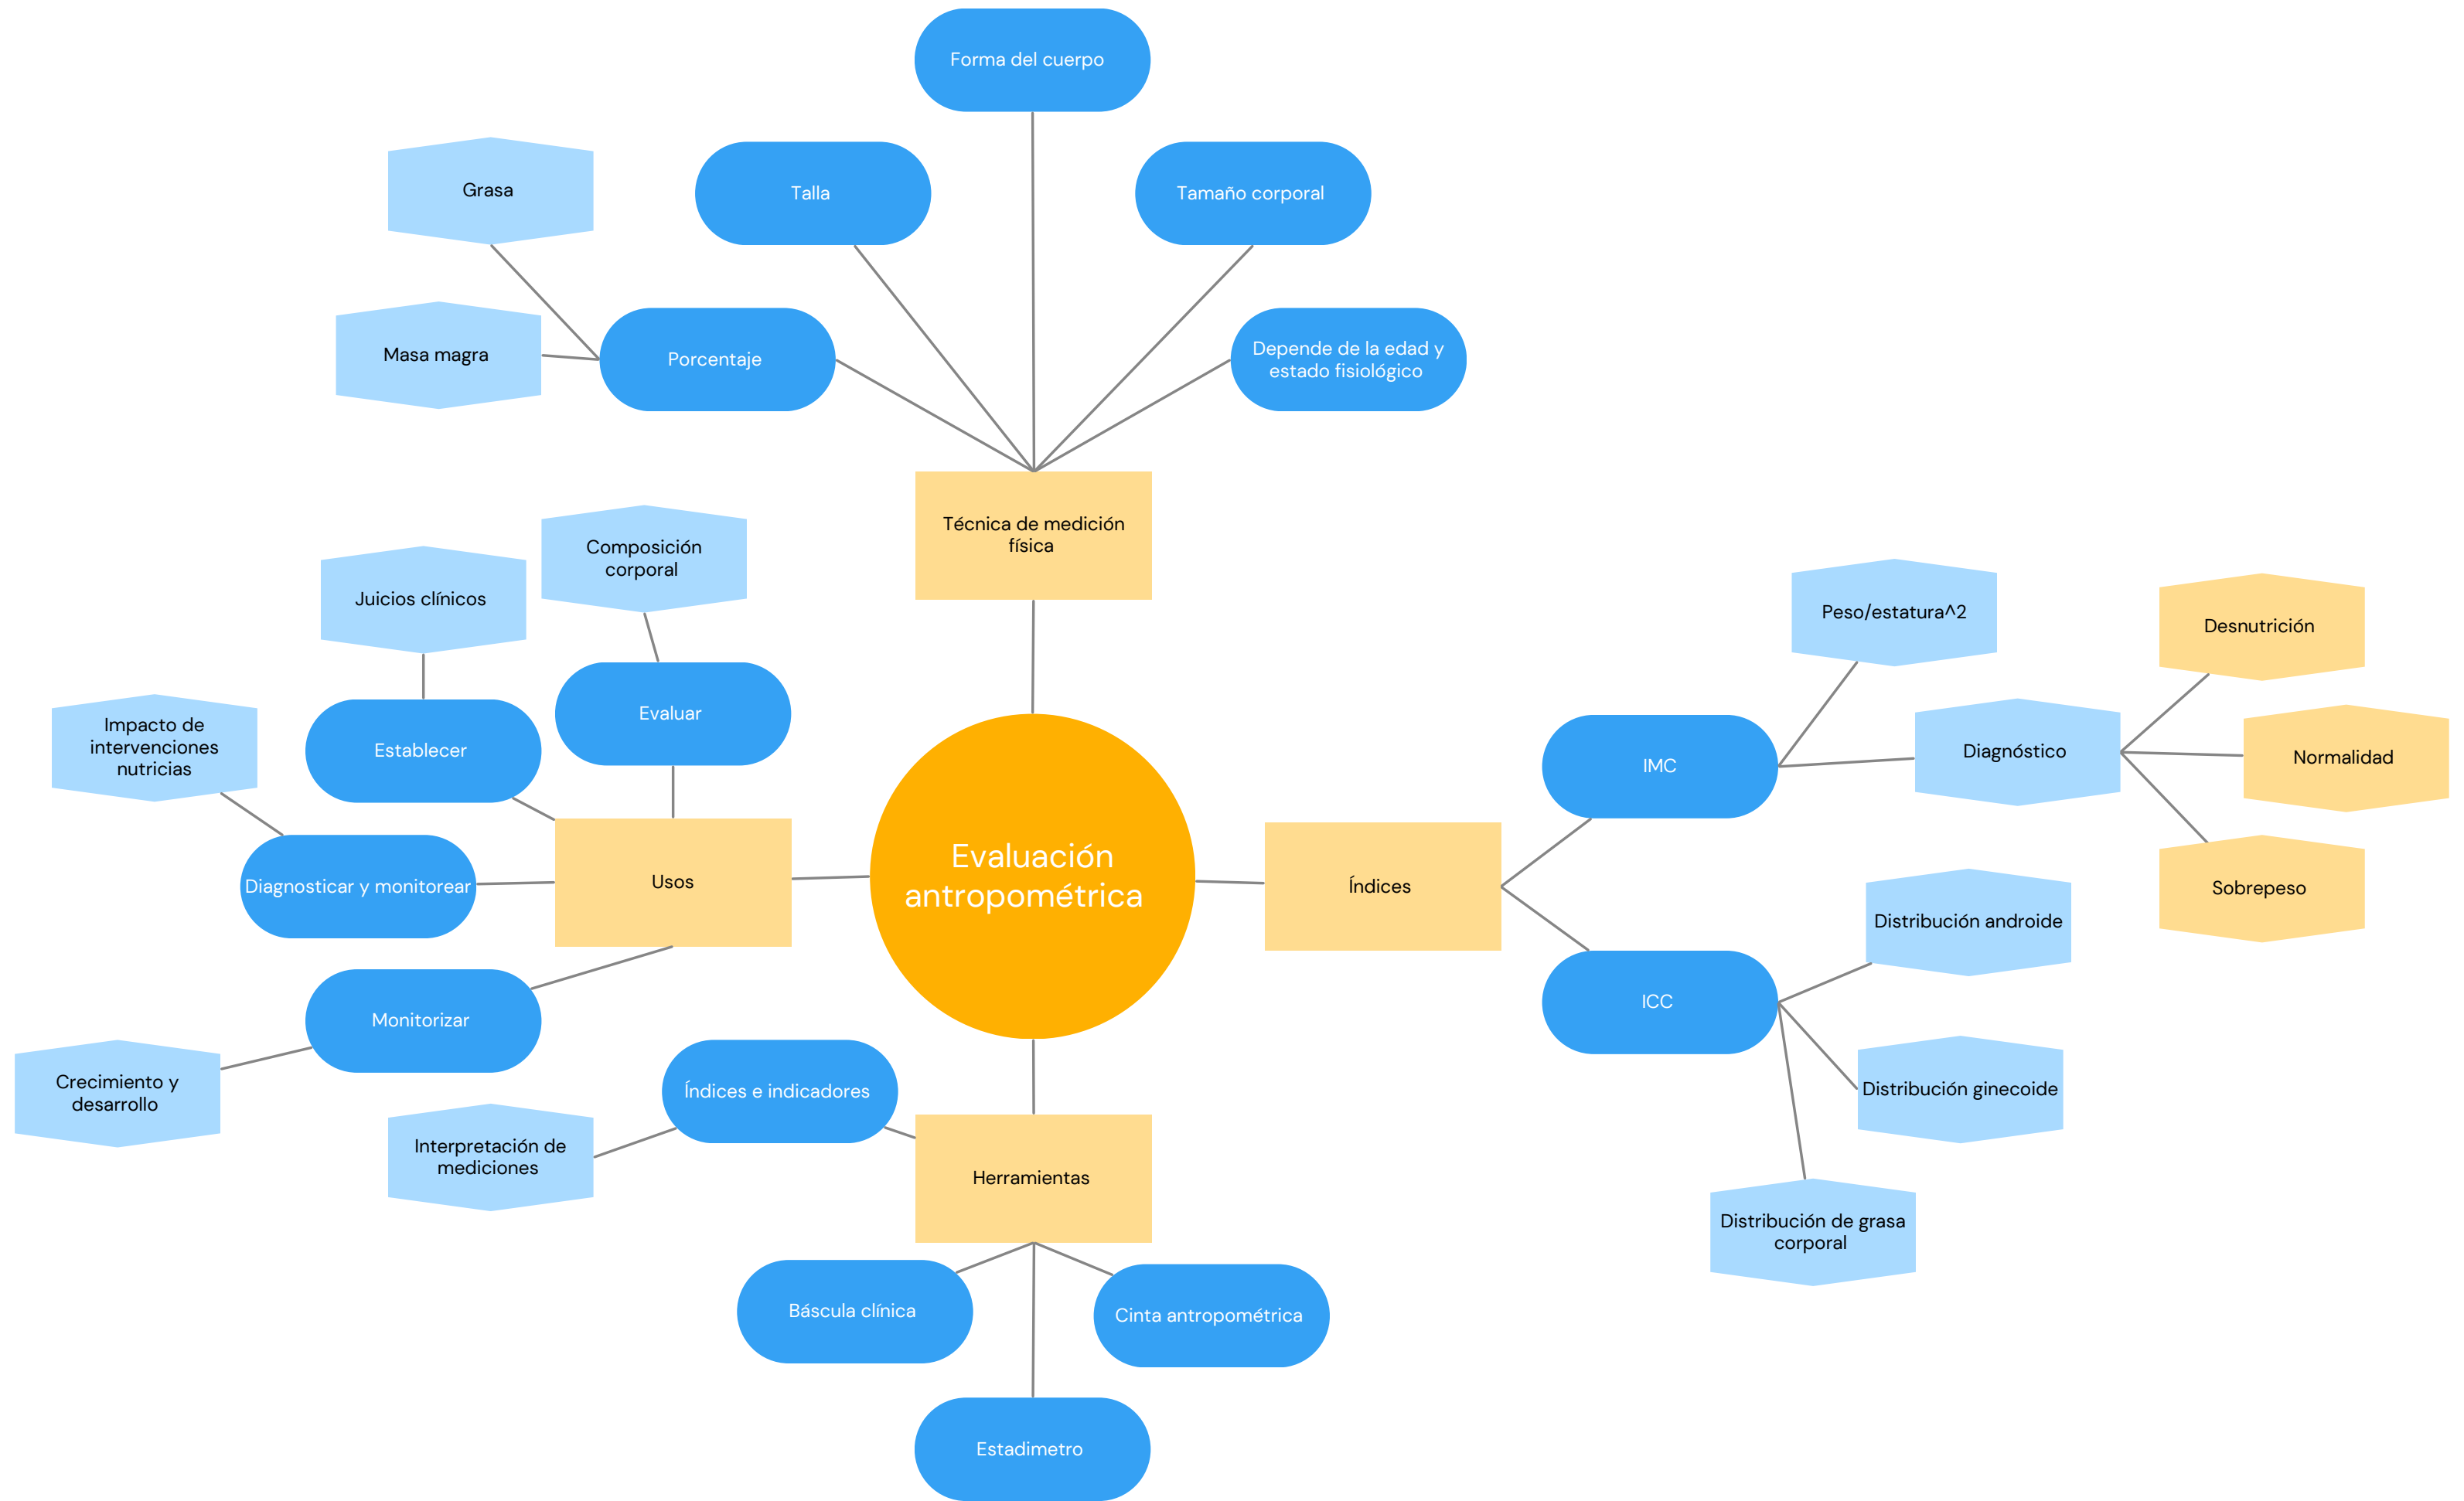 Forma del cuerpo
Grasa
Talla
Tamaño corporal
Masa magra
Porcentaje
Depende de la edad y
estado fisiológico
Técnica de medición
física
Composición
corporal
Juicios clínicos
Evaluar
Impacto de
intervenciones
nutricias
Establecer
Diagnosticar y monitorear
Usos
Monitorizar
Crecimiento y
desarrollo
Evaluación
antropométrica
Índices
IMC
Peso/estatura^2
Diagnóstico
Desnutrición
Normalidad
Sobrepeso
ICC
Distribución androide
Distribución ginecoide
Distribución de grasa
corporal
Índices e indicadores
Interpretación de
mediciones
Herramientas
Báscula clínica
Cinta antropométrica
Estadimetro